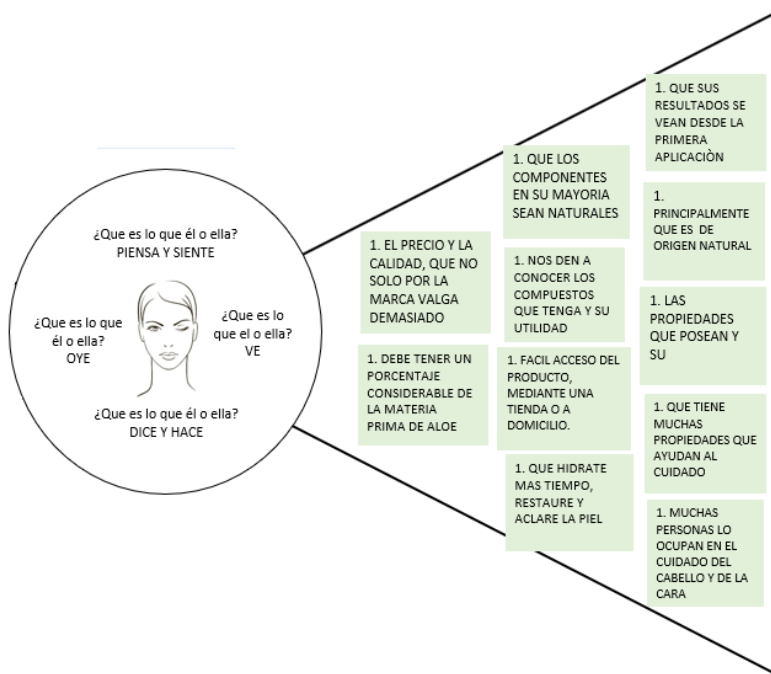 ¿Que es lo que él o ella?
PIENSA Y SIENTE
¿Que es lo que
él o ella?
OYE
¿Que es lo
que el o ella?
VE
¿Que es lo que él o ella?
DICE Y HACE
1. EL PRECIO Y LA
CALIDAD, QUE NO
SOLO POR LA
MARCA VALGA
DEMASIADO
1. DEBE TENER UN
PORCENTAJE
CONSIDERABLE DE
LA MATERIA
PRIMA DE ALOE
1. QUE LOS
COMPONENTES
EN SU MAYORIA
SEAN NATURALES
1. NOS DEN A
CONOCER LOS
COMPUESTOS
QUE TENGA Y SU
UTILIDAD
1. FACIL ACCESO DEL
PRODUCTO,
MEDIANTE UNA
TIENDA O A
DOMICILIO.
1. QUE HIDRATE
MAS TIEMPO,
RESTAURE Y
ACLARE LA PIEL
1. QUE SUS
RESULTADOS SE
VEAN DESDE LA
PRIMERA
APLICACIÒN
1.
PRINCIPALMENTE
QUE ES DE
ORIGEN NATURAL
1. LAS
PROPIEDADES
QUE POSEAN Y
SU
1. QUE TIENE
MUCHAS
PROPIEDADES QUE
AYUDAN AL
CUIDADO
1. MUCHAS
PERSONAS LO
OCUPAN EN EL
CUIDADO DEL
CABELLO Y DE LA
CARA